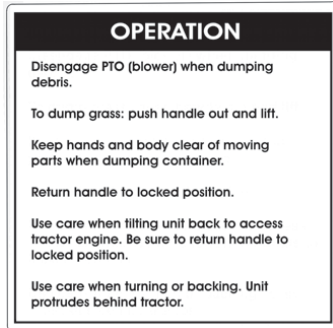 OPERATION
Disengage PTO (blower) when dumping
debris.
To dump grass: push handle out and lift.
Keep hands and body clear of moving
parts when dumping container.
Return handle to locked position.
Use care when tilting unit back to access
tractor engine. Be sure to return handle to
locked position.
Use care when turning or backing. Unit
protrudes behind tractor.